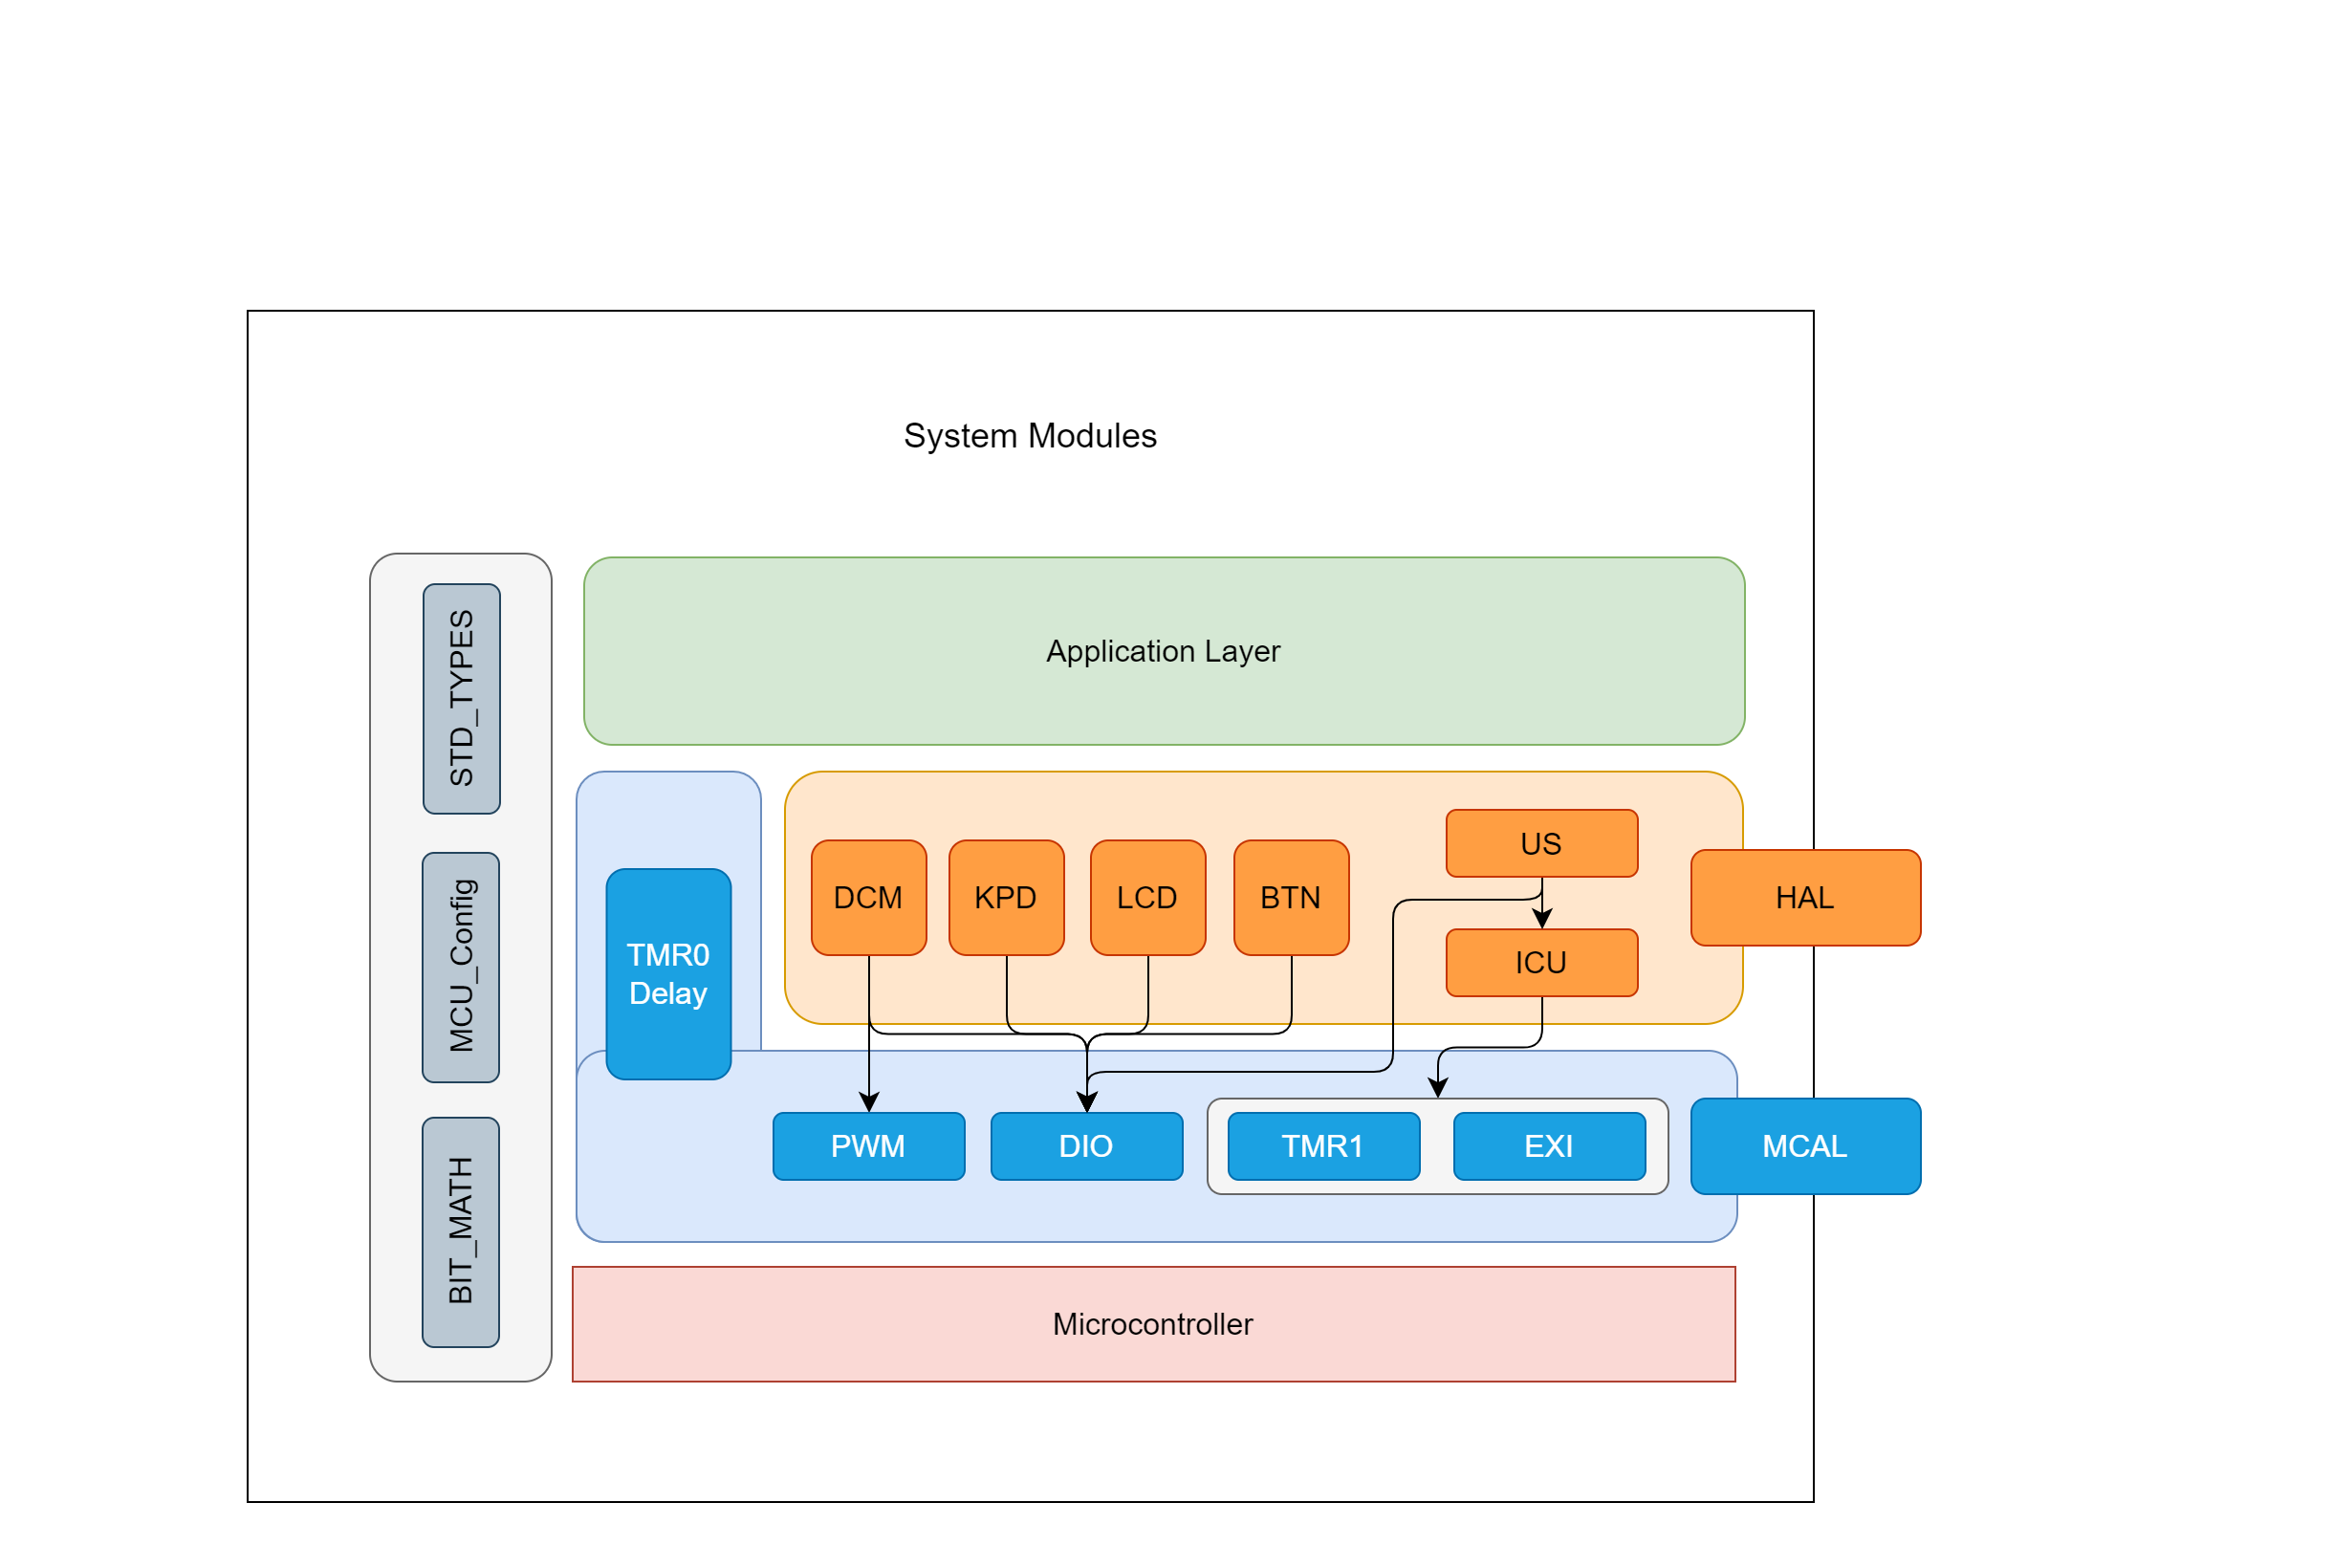 System Modules
STD_TYPES
MCU_Config
BIT_MATH
Application Layer
TMR0
Delay
DCM
KPD
LCD
BTN
US
ICU
HAL
PWM
DIO
TMR1
EXI
MCAL
Microcontroller